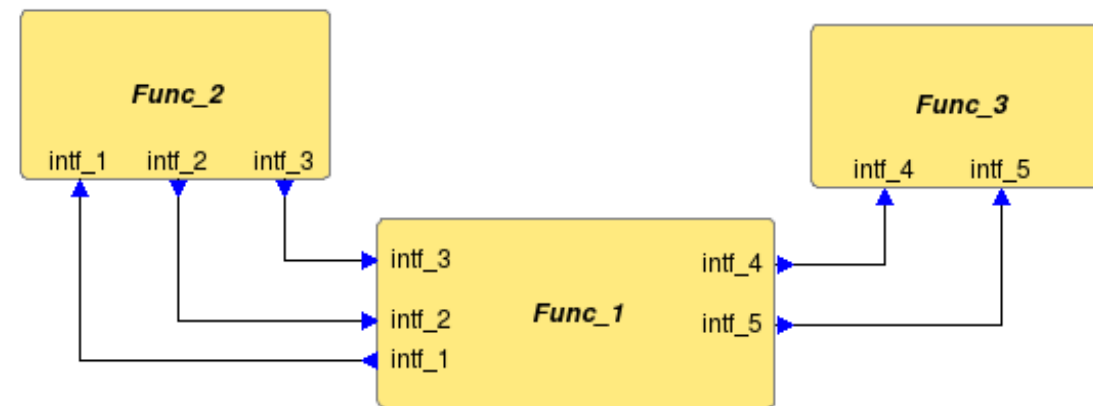 Func_2
intf_1 intf_2 intf_3
Func_3
intf_4 intf_5
intf_3
intf_2
intf_1
Func_1
intf_4
intf_5